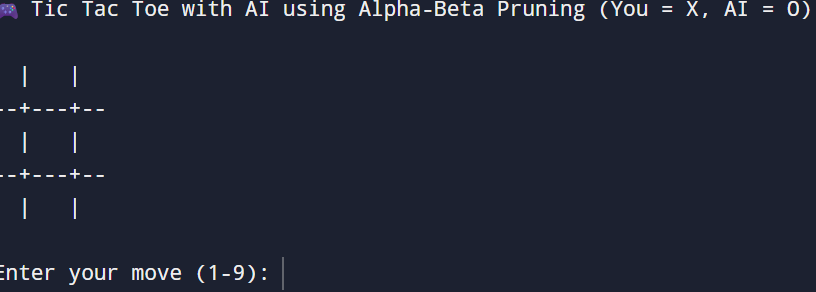 🎮 Tic Tac Toe with AI using Alpha-Beta Pruning (You = X, AI = O)
  |   |
--+---+--
  |   |
--+---+--
  |   |
Enter your move (1-9):